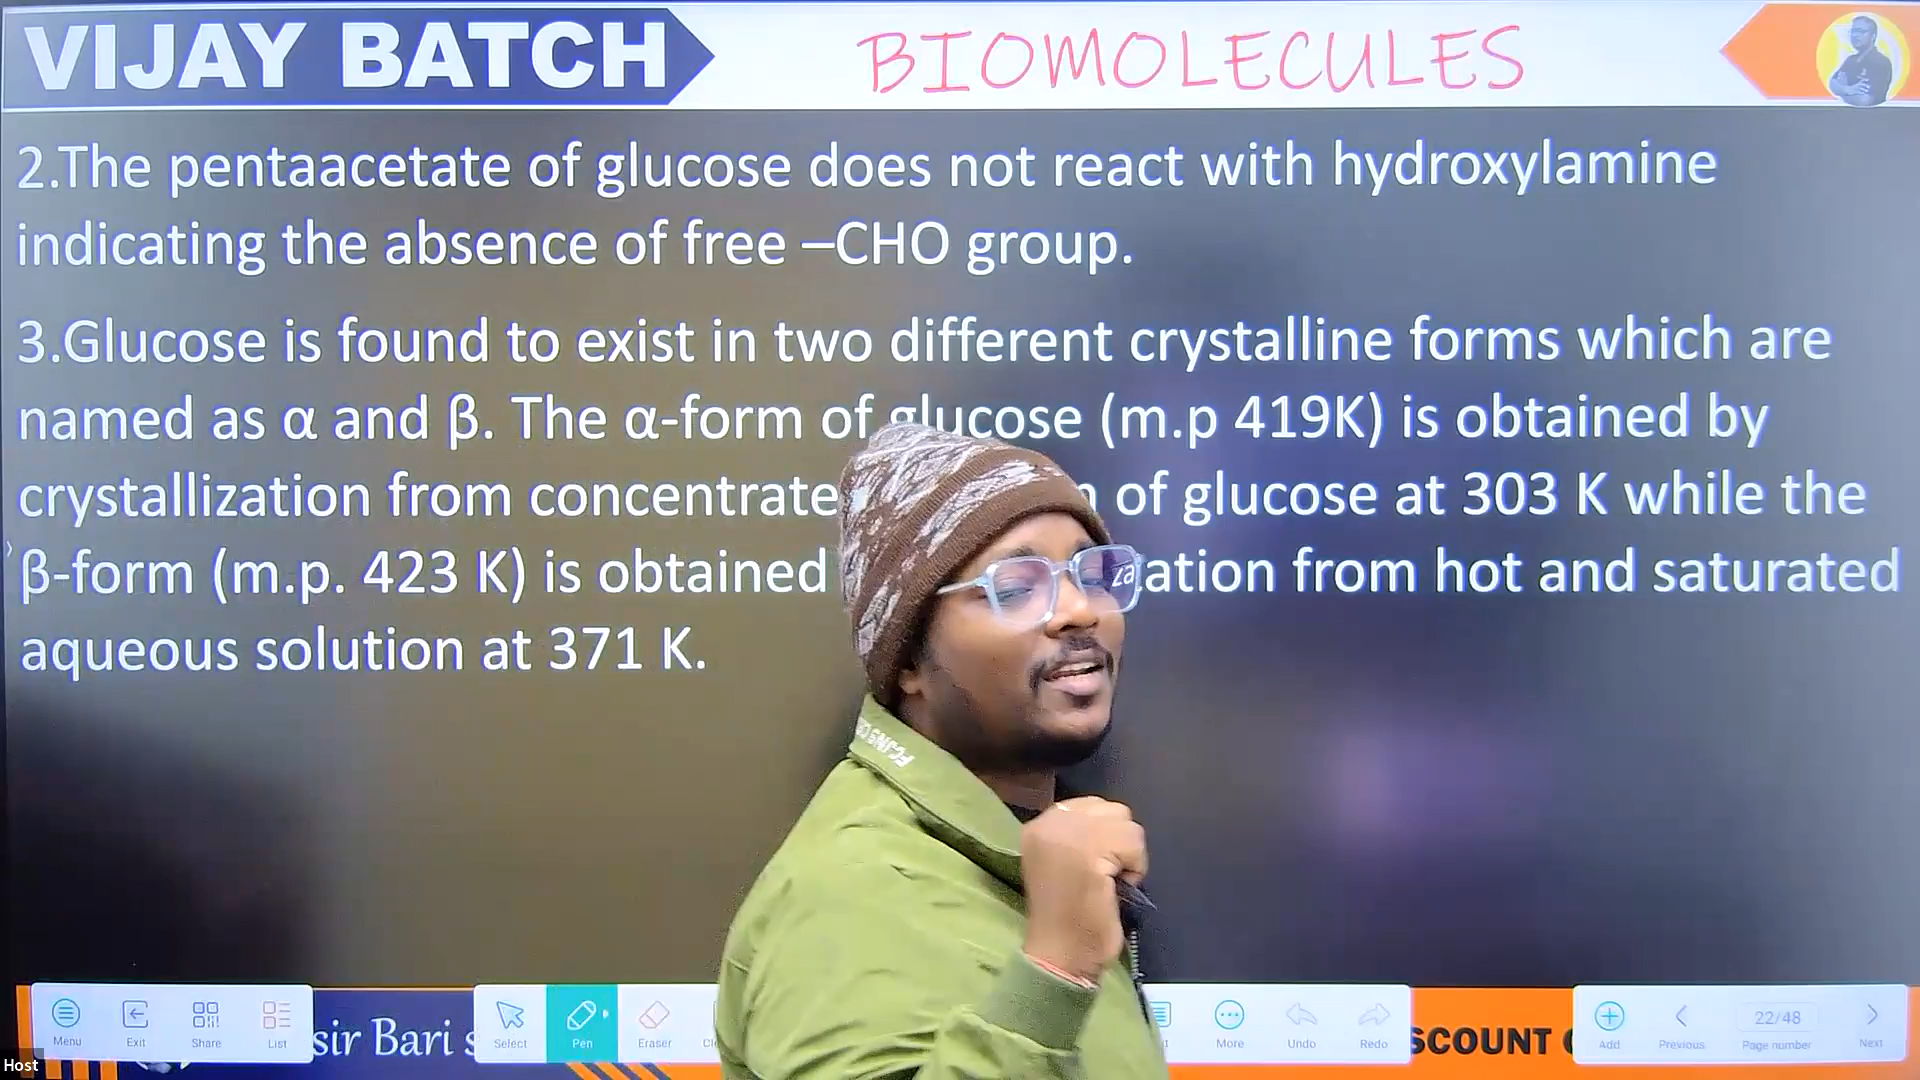 VIJAY BATCH
BIOMOLECULES
2.The pentaacetate of glucose does not react with hydroxylamine
indicating the absence of free –CHO group.
3.Glucose is found to exist in two different crystalline forms which are
named as α and β. The α-form of glucose (m.p 419K) is obtained by
crystallization from concentrate of glucose at 303 K while the
β-form (m.p. 423 K) is obtained from hot and saturated
aqueous solution at 371 K.
sir Bari
Menu Exit Share List
Select Pen Eraser
More Undo Redo
Add Previous 22/48 Page number Next
Host